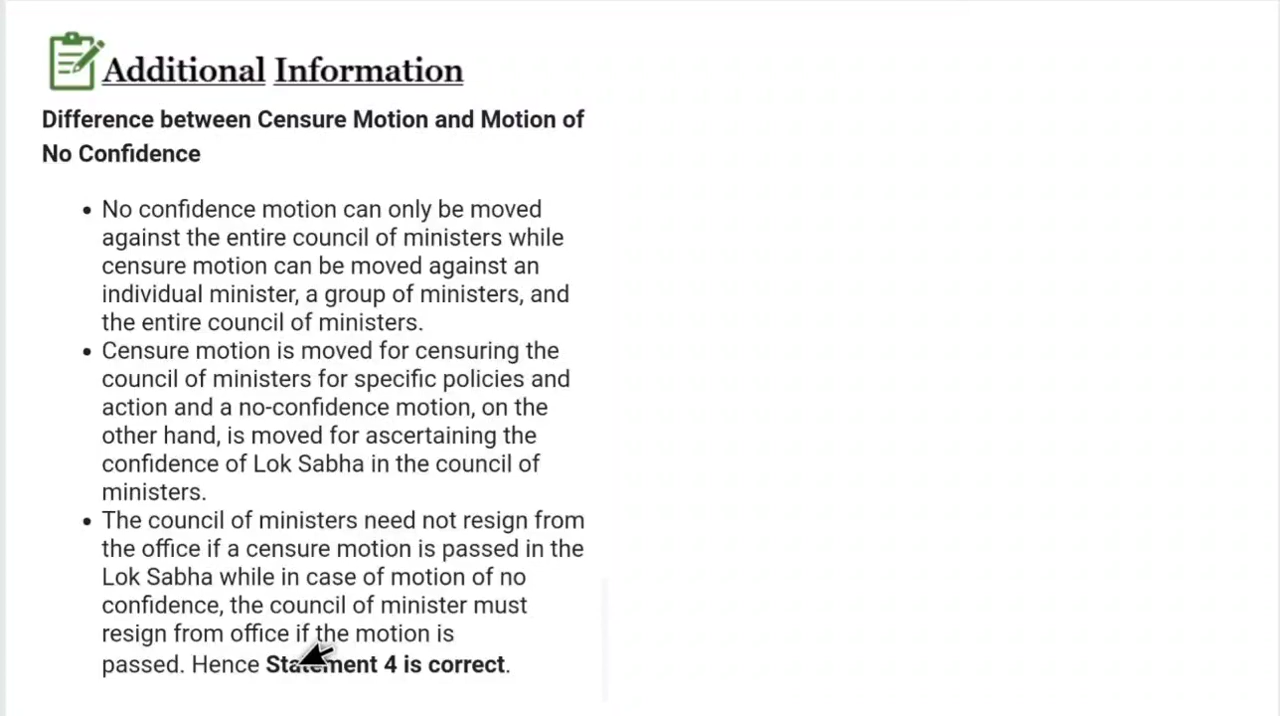 Additional Information
Difference between Censure Motion and Motion of
No Confidence
• No confidence motion can only be moved
against the entire council of ministers while
censure motion can be moved against an
individual minister, a group of ministers, and
the entire council of ministers.
• Censure motion is moved for censuring the
council of ministers for specific policies and
action and a no-confidence motion, on the
other hand, is moved for ascertaining the
confidence of Lok Sabha in the council of
ministers.
• The council of ministers need not resign from
the office if a censure motion is passed in the
Lok Sabha while in case of motion of no
confidence, the council of minister must
resign from office if the motion is
passed. Hence Statement 4 is correct.